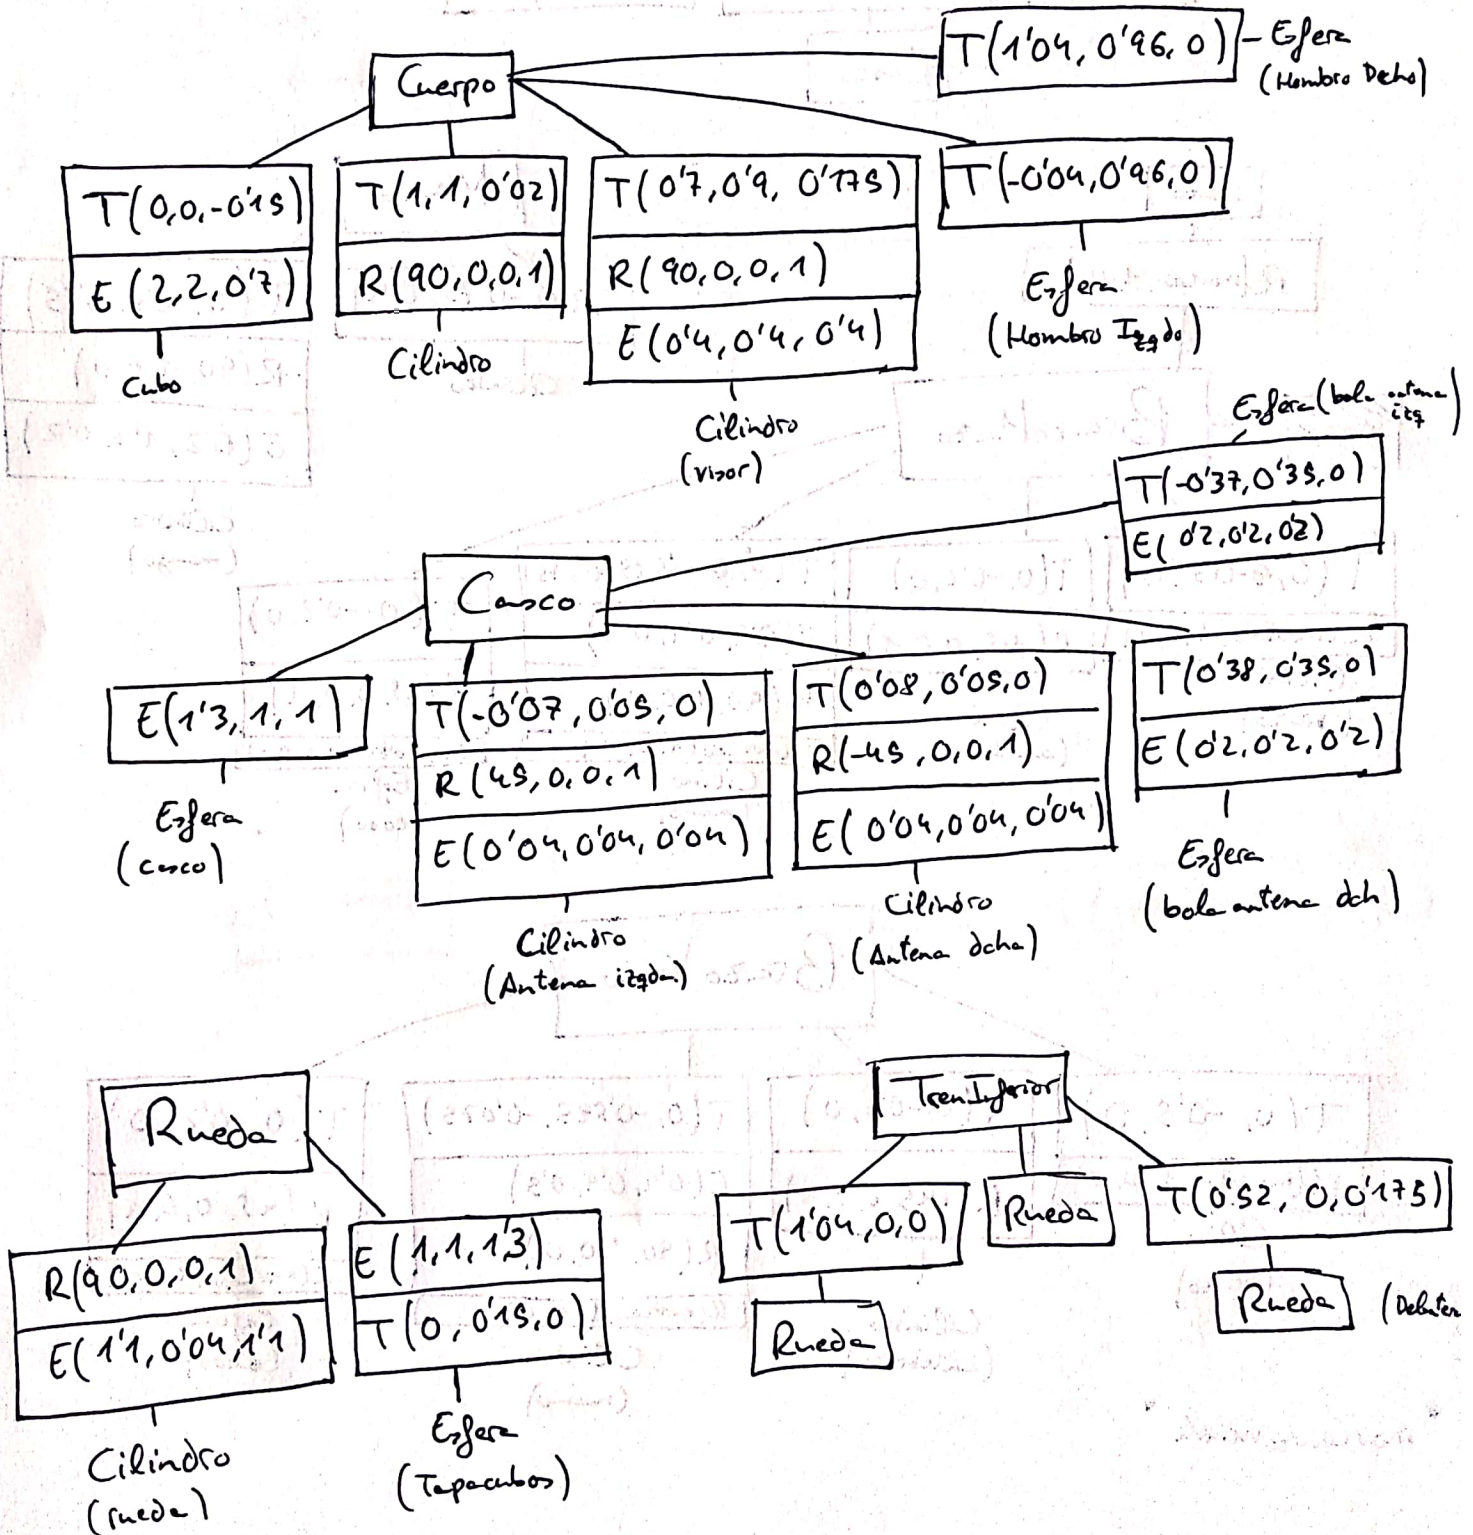 T(1'04, 0'96, 0) - Esfera
(Hombro Dcho)
Cuerpo
T(0,0,-0'15)
E(2,2,0'7)
Cubo
T(1,1,0'02)
R(90,0,0,1)
Cilindro
T(0'7,0'9, 0'175)
R(90,0,0,1)
E(0'4,0'4,0'4)
Cilindro
(visor)
T(-0'04,0'96,0)
Esfera
(Hombro Izqdo)
Esfera (bola antena
izq)
T(-0'37,0'35,0)
E(0'2,0'2,0'2)
Casco
E(1'3,1,1)
Esfera
(casco)
T(-0'07,0'05,0)
R(45,0,0,1)
E(0'04,0'04,0'04)
Cilindro
(Antena izqda)
T(0'08,0'05,0)
R(-45,0,0,1)
E(0'04,0'04,0'04)
Cilindro
(Antena dcha)
T(0'38,0'35,0)
E(0'2,0'2,0'2)
Esfera
(bola antena dch)
Rueda
R(90,0,0,1)
E(1'1,0'04,1'1)
Cilindro
(rueda)
E(1,1,1'3)
T(0,0'15,0)
Esfera
(Tapacubos)
TrenInferior
T(1'04,0,0)
Rueda
Rueda
T(0'52, 0,0'175)
Rueda